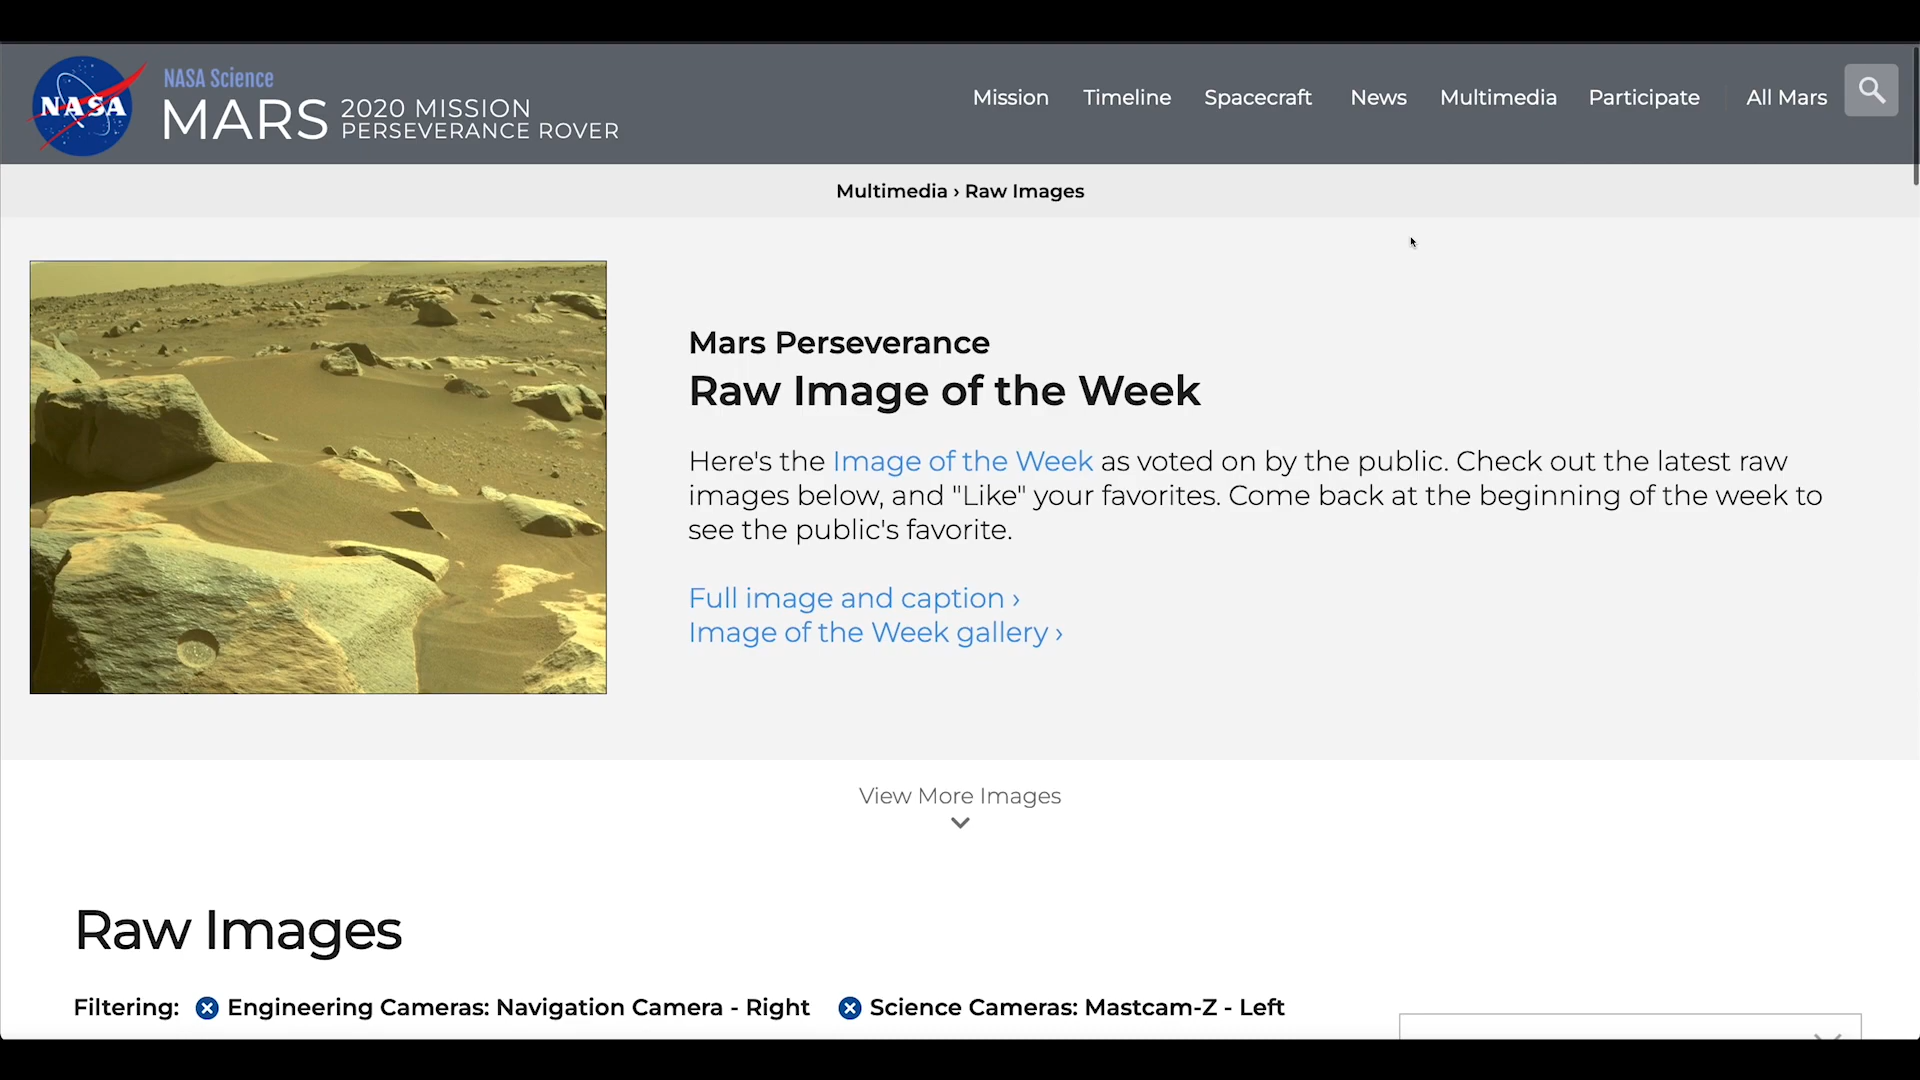 NASA
NASA Science
MARS 2020 MISSION
PERSEVERANCE ROVER
Mission Timeline Spacecraft News Multimedia Participate All Mars
Multimedia › Raw Images
Mars Perseverance
Raw Image of the Week
Here's the Image of the Week as voted on by the public. Check out the latest raw
images below, and "Like" your favorites. Come back at the beginning of the week to
see the public's favorite.
Full image and caption ›
Image of the Week gallery ›
View More Images
Raw Images
Filtering: Engineering Cameras: Navigation Camera - Right Science Cameras: Mastcam-Z - Left